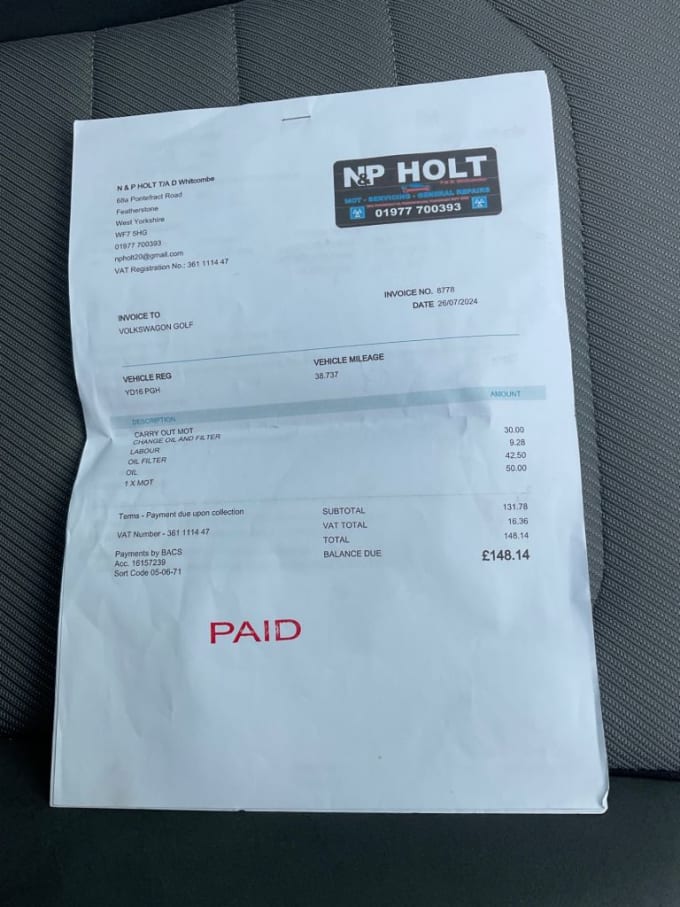 N & P HOLT T/A D Whitcombe
68a Pontefract Road
Featherstone
West Yorkshire
WF7 5HG
01977 700393
npholt20@gmail.com
VAT Registration No.: 361 1114 47
N&P HOLT
MOT - SERVICING - GENERAL REPAIRS
01977 700393
INVOICE TO
VOLKSWAGON GOLF
INVOICE NO. 8778
DATE 26/07/2024
VEHICLE REG
YD16 PGH
VEHICLE MILEAGE
38.737
DESCRIPTION AMOUNT
CARRY OUT MOT
CHANGE OIL AND FILTER
LABOUR 30.00
OIL FILTER 9.28
OIL 42.50
1 X MOT 50.00
Terms - Payment due upon collection
VAT Number - 361 1114 47
Payments by BACS
Acc. 16157239
Sort Code 05-06-71
SUBTOTAL 131.78
VAT TOTAL 16.36
TOTAL 148.14
BALANCE DUE £148.14
PAID